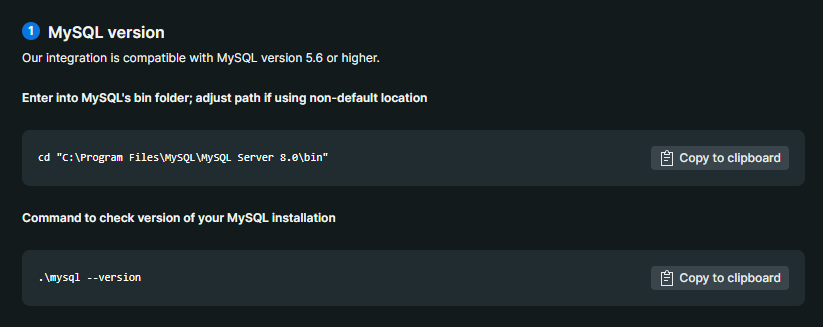 1 MySQL version
Our integration is compatible with MySQL version 5.6 or higher.
Enter into MySQL's bin folder; adjust path if using non-default location
cd "C:\Program Files\MySQL\MySQL Server 8.0\bin"
Copy to clipboard
Command to check version of your MySQL installation
.\mysql --version
Copy to clipboard